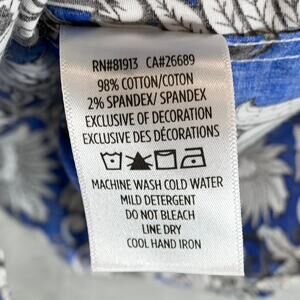 RN#81913 CA#26689
98% COTTON/COTON
2% SPANDEX/ SPANDEX
EXCLUSIVE OF DECORATION
EXCLUSIVE DES DÉCORATIONS
MACHINE WASH COLD WATER
MILD DETERGENT
DO NOT BLEACH
LINE DRY
COOL HAND IRON